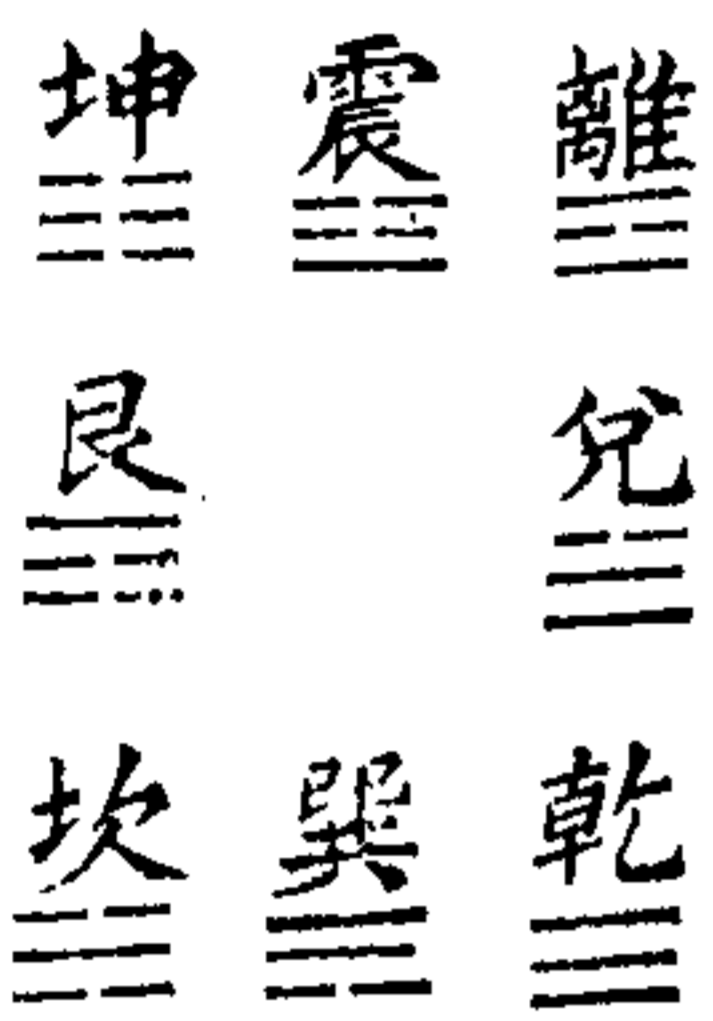 坤 震 離
☷ ☳ ☲
艮 兌
☶ ☱
坎 巽 乾
☵ ☴ ☰